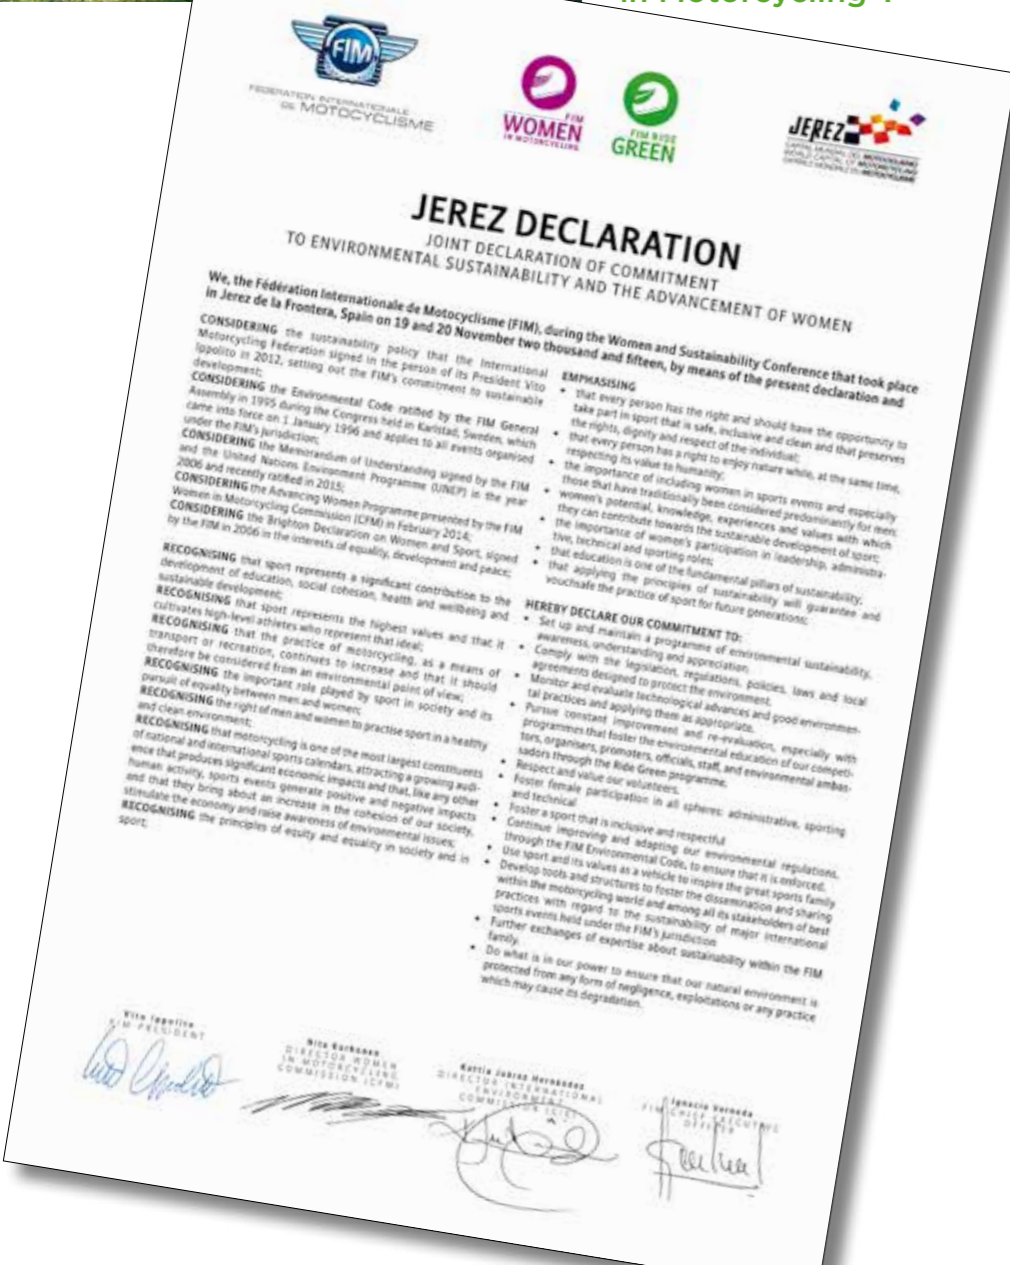 in Motorcycling".
FIM
FEDERATION INTERNATIONALE
DE MOTOCYCLISME
FIM
WOMEN
IN MOTORCYCLING
FIM RIDE
GREEN
JEREZ
CAPITAL MUNDIAL DEL MOTOCICLISMO
WORLD CAPITAL OF MOTORCYCLING
CAPITALE MONDIALE DU MOTOCYCLISME
JEREZ DECLARATION
JOINT DECLARATION OF COMMITMENT
TO ENVIRONMENTAL SUSTAINABILITY AND THE ADVANCEMENT OF WOMEN
We, the Fédération Internationale de Motocyclisme (FIM), during the Women and Sustainability Conference that took place
in Jerez de la Frontera, Spain on 19 and 20 November two thousand and fifteen, by means of the present declaration and
CONSIDERING the sustainability policy that the International
Motorcycling Federation signed in the person of its President Vito
Ippolito in 2012, setting out the FIM's commitment to sustainable
development;
CONSIDERING the Environmental Code ratified by the FIM General
Assembly in 1995 during the Congress held in Karlstad, Sweden, which
came into force on 1 January 1996 and applies to all events organised
under the FIM's jurisdiction;
CONSIDERING the Memorandum of Understanding signed by the FIM
and the United Nations Environment Programme (UNEP) in the year
2006 and recently ratified in 2015;
CONSIDERING the Advancing Women Programme presented by the FIM
Women in Motorcycling Commission (CFM) in February 2014;
CONSIDERING the Brighton Declaration on Women and Sport, signed
by the FIM in 2006 in the interests of equality, development and peace;
RECOGNISING that sport represents a significant contribution to the
development of education, social cohesion, health and wellbeing and
sustainable development;
RECOGNISING that sport represents the highest values and that it
cultivates high-level athletes who represent that ideal;
RECOGNISING that the practice of motorcycling, as a means of
transport or recreation, continues to increase and that it should
therefore be considered from an environmental point of view;
RECOGNISING the important role played by sport in society and its
pursuit of equality between men and women;
RECOGNISING the right of men and women to practise sport in a healthy
and clean environment;
RECOGNISING that motorcycling is one of the most largest constituents
of national and international sports calendars, attracting a growing audi-
ence that produces significant economic impacts and that, like any other
human activity, sports events generate positive and negative impacts
and that they bring about an increase in the cohesion of our society,
stimulate the economy and raise awareness of environmental issues;
RECOGNISING the principles of equity and equality in society and in
sport;
EMPHASISING
• that every person has the right and should have the opportunity to
take part in sport that is safe, inclusive and clean and that preserves
the rights, dignity and respect of the individual;
• that every person has a right to enjoy nature while, at the same time,
respecting its value to humanity;
• the importance of including women in sports events and especially
those that have traditionally been considered predominantly for men;
• women's potential, knowledge, experiences and values with which
they can contribute towards the sustainable development of sport;
• the importance of women's participation in leadership, administra-
tive, technical and sporting roles;
• that education is one of the fundamental pillars of sustainability,
• that applying the principles of sustainability will guarantee and
vouchsafe the practice of sport for future generations;
HEREBY DECLARE OUR COMMITMENT TO:
• Set up and maintain a programme of environmental sustainability,
awareness, understanding and appreciation.
• Comply with the legislation, regulations, policies, laws and local
agreements designed to protect the environment.
• Monitor and evaluate technological advances and good environmen-
tal practices and applying them as appropriate.
• Pursue constant improvement and re-evaluation, especially with
programmes that foster the environmental education of our competi-
tors, organisers, promoters, officials, staff, and environmental ambas-
sadors through the Ride Green programme.
• Respect and value our volunteers.
• Foster female participation in all spheres: administrative, sporting
and technical
• Foster a sport that is inclusive and respectful
• Continue improving and adapting our environmental regulations,
through the FIM Environmental Code, to ensure that it is enforced.
• Use sport and its values as a vehicle to inspire the great sports family
• Develop tools and structures to foster the dissemination and sharing
within the motorcycling world and among all its stakeholders of best
practices with regard to the sustainability of major international
sports events held under the FIM's jurisdiction
• Further exchanges of expertise about sustainability within the FIM
family.
• Do what is in our power to ensure that our natural environment is
protected from any form of negligence, exploitations or any practice
which may cause its degradation.
Vito Ippolito
FIM PRESIDENT
Nita Korhonen
DIRECTOR WOMEN
IN MOTORCYCLING
COMMISSION (CFM)
Kattia Juárez Hernández
DIRECTOR INTERNATIONAL
ENVIRONMENT
COMMISSION (CIE)
Ignacio Verneda
FIM CHIEF EXECUTIVE
OFFICER